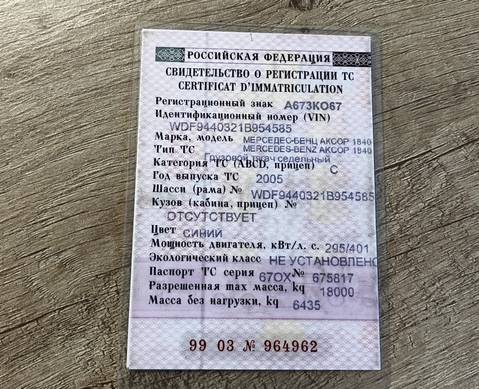 РОССИЙСКАЯ ФЕДЕРАЦИЯ
СВИДЕТЕЛЬСТВО О РЕГИСТРАЦИИ ТС
CERTIFICAT D'IMMATRICULATION
Регистрационный знак А673КО67
Идентификационный номер (VIN)
WDF9440321B954585
Марка, модель МЕРСЕДЕС-БЕНЦ АКСОР 1840
MERCEDES-BENZ АКСОР 1840
Тип ТС
Грузовой тягач седельный
Категория ТС (ABCD, прицеп) C
Год выпуска ТС 2005
Шасси (рама) № WDF9440321B954585
Кузов (кабина, прицеп) №
ОТСУТСТВУЕТ
Цвет СИНИЙ
Мощность двигателя, кВт/л. с. 295/401
Экологический класс НЕ УСТАНОВЛЕНО
Паспорт ТС серия 67ОХ № 675817
Разрешенная max масса, kg 18000
Масса без нагрузки, kg 6435
99 03 № 964962